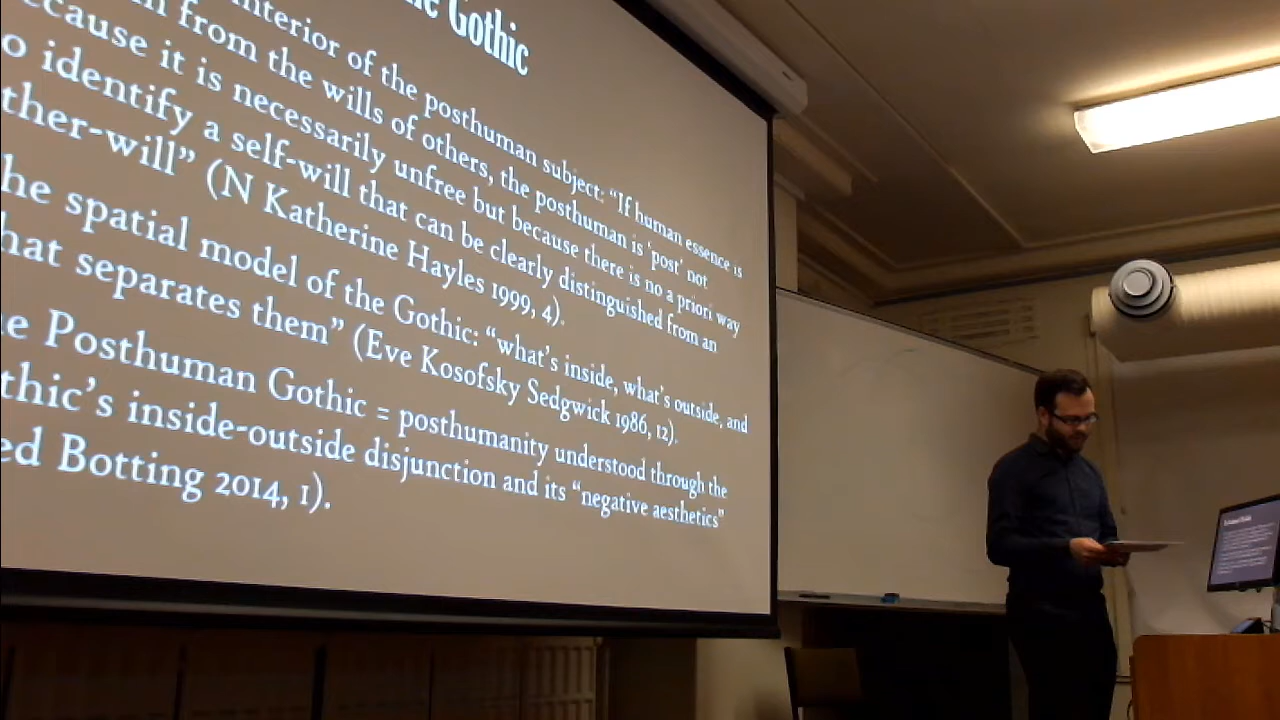 he Gothic
nterior of the posthuman subject: “If human essence is
from the wills of others, the posthuman is ‘post’ not
ecause it is necessarily unfree but because there is no a priori way
o identify a self-will that can be clearly distinguished from an
ther-will” (N Katherine Hayles 1999, 4).
he spatial model of the Gothic: “what’s inside, what’s outside, and
hat separates them” (Eve Kosofsky Sedgwick 1986, 12).
e Posthuman Gothic = posthumanity understood through the
thic’s inside-outside disjunction and its “negative aesthetics”
ed Botting 2014, 1).